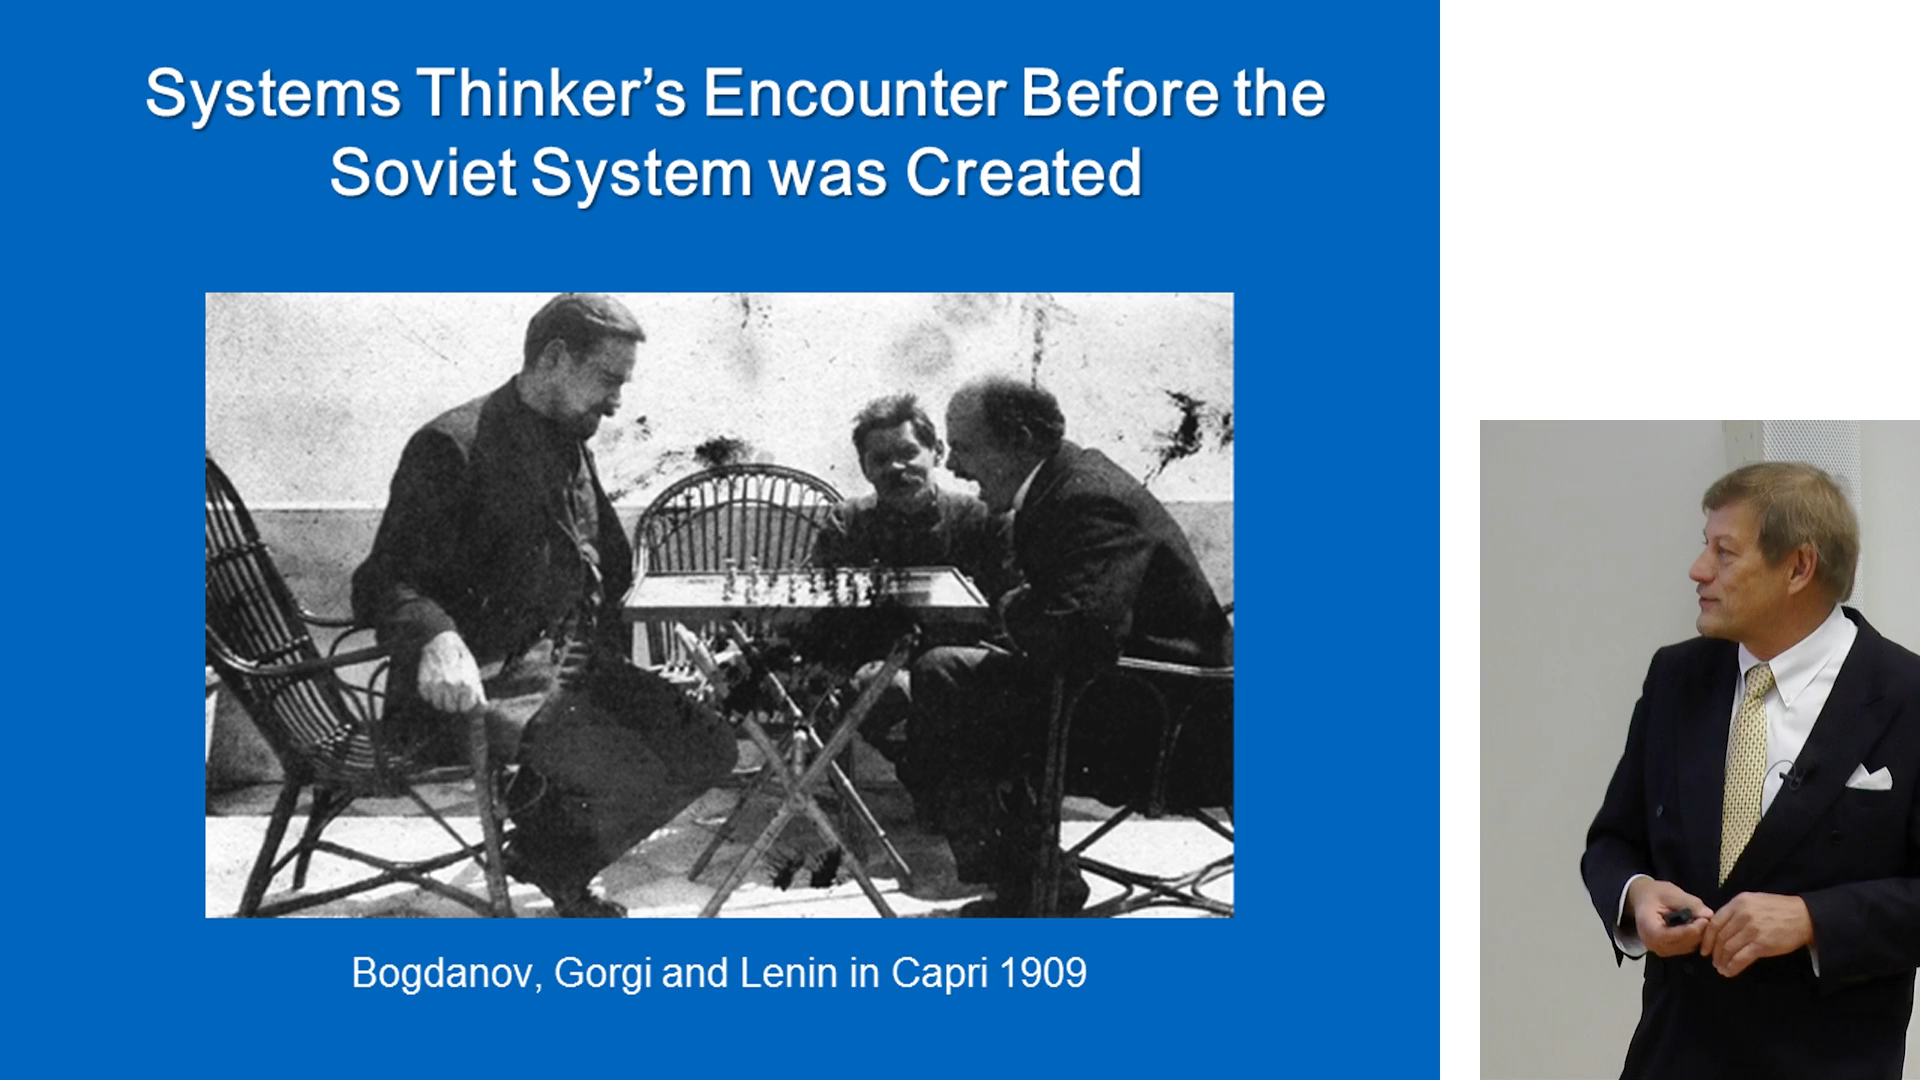 Systems Thinker’s Encounter Before the
Soviet System was Created
Bogdanov, Gorgi and Lenin in Capri 1909